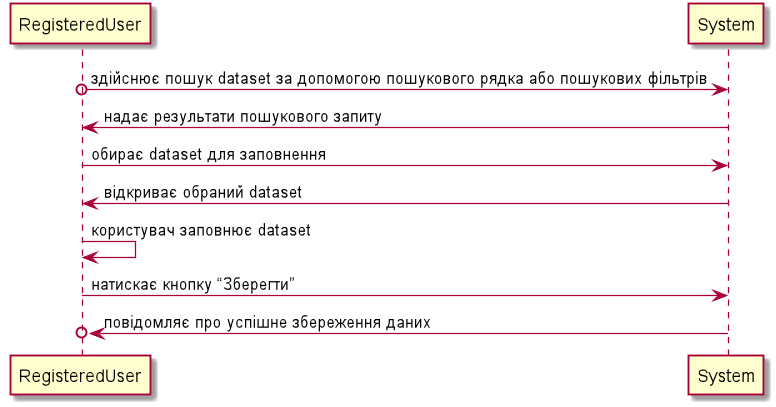 RegisteredUser System
здійснює пошук dataset за допомогою пошукового рядка або пошукових фільтрів
надає результати пошукового запиту
обирає dataset для заповнення
відкриває обраний dataset
користувач заповнює dataset
натискає кнопку “Зберегти”
повідомляє про успішне збереження даних
RegisteredUser System